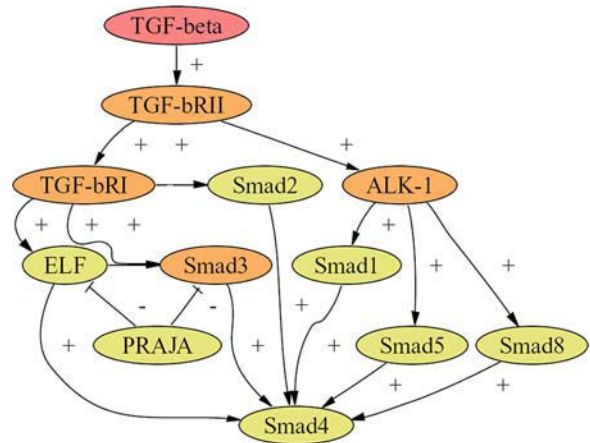 TGF-beta
+
TGF-bRII
+ + +
TGF-bRI Smad2 ALK-1
+ + + +
ELF Smad3 Smad1 + +
- - +
+ PRAJA + + Smad5 Smad8
+ +
Smad4